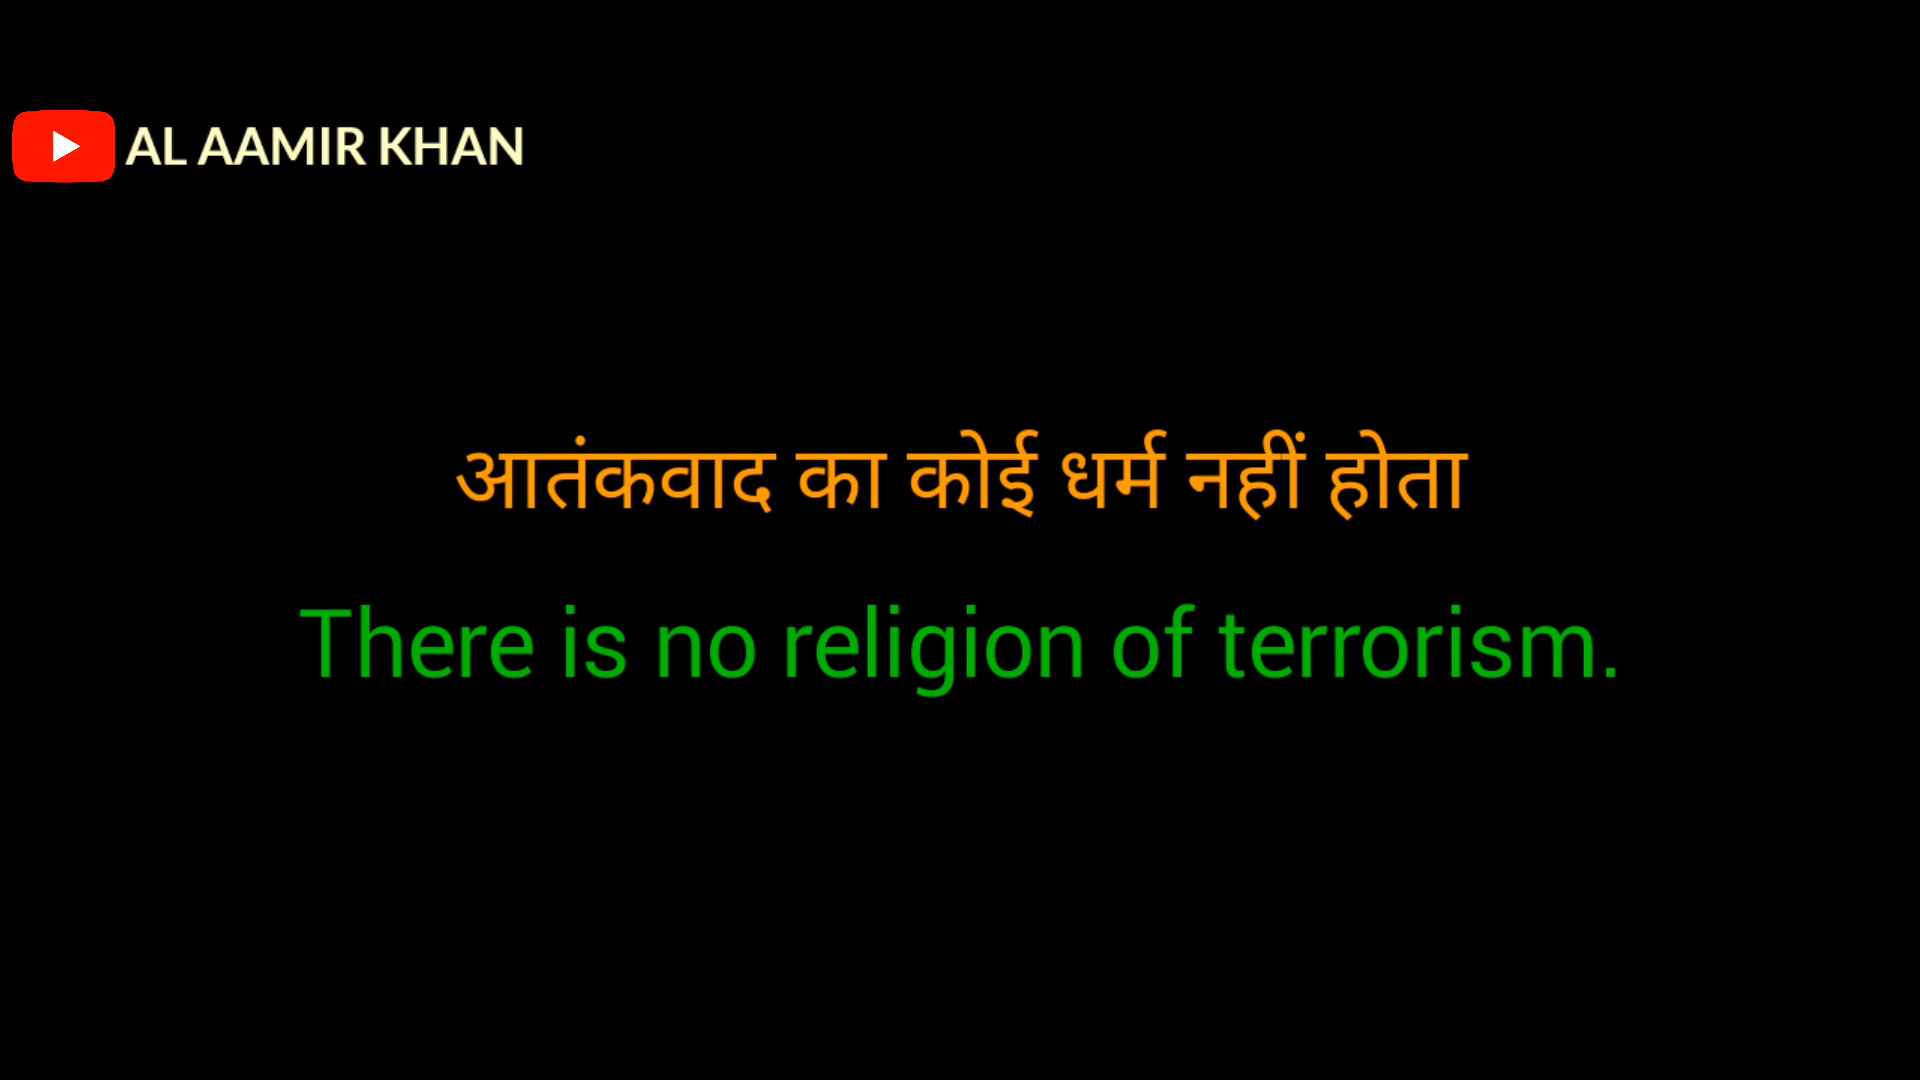 AL AAMIR KHAN
आतंकवाद का कोई धर्म नहीं होता
There is no religion of terrorism.